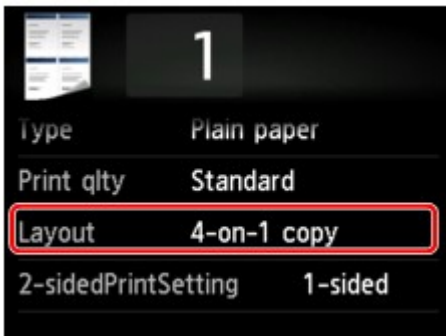 1
Type Plain paper
Print qlty Standard
Layout 4-on-1 copy
2-sidedPrintSetting 1-sided